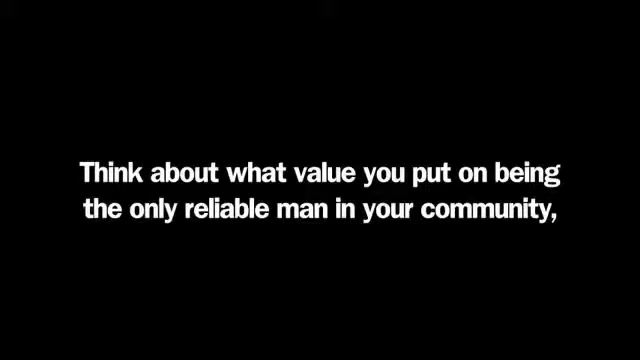 Think about what value you put on being
the only reliable man in your community,